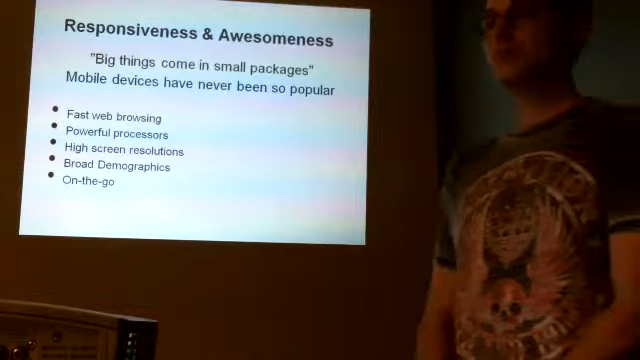 Responsiveness & Awesomeness
"Big things come in small packages"
Mobile devices have never been so popular
Fast web browsing
Powerful processors
High screen resolutions
Broad Demographics
On-the-go